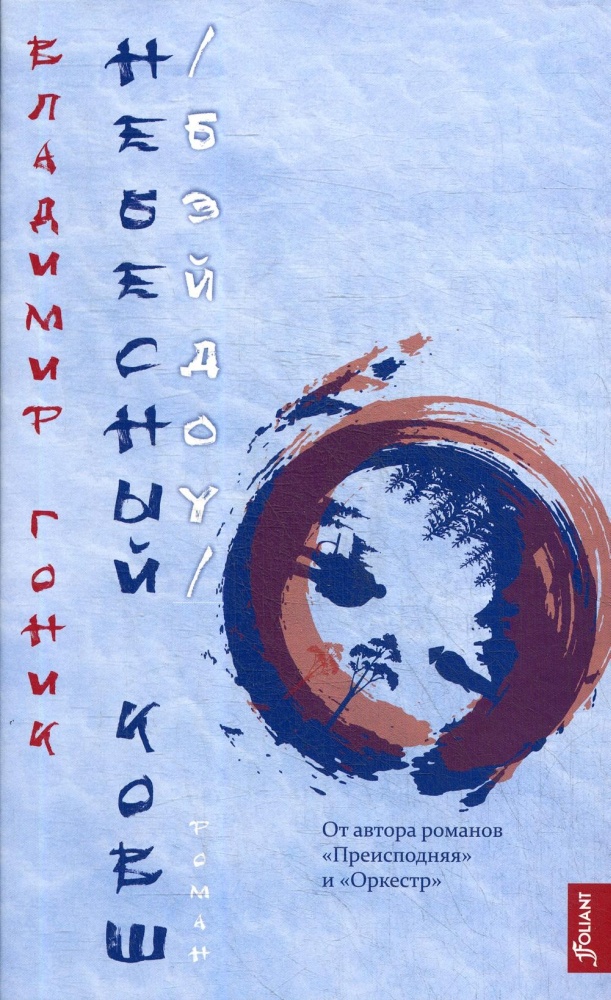 ВЛАДИМИР ГОНИК
НЕБЕСНЫЙ КОВШ
/БЭЙДОУ/
РОМАН
От автора романов
«Преисподняя»
и «Оркестр»
FOLIANT